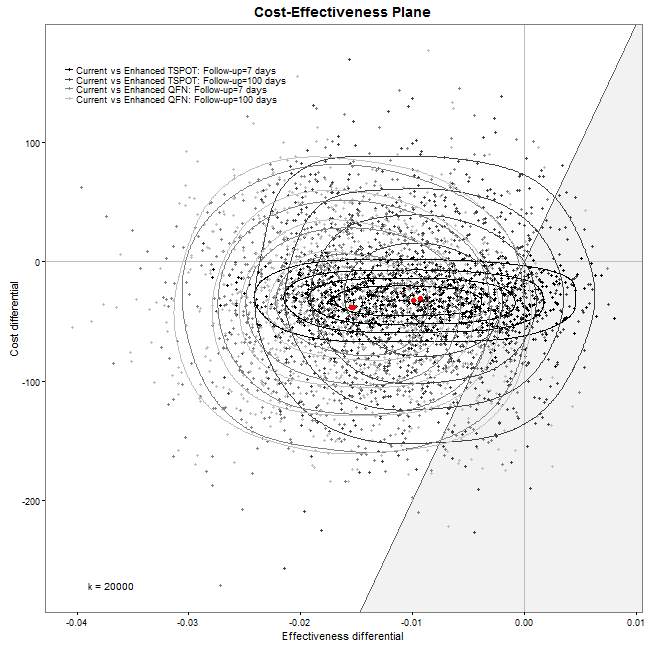 Cost-Effectiveness Plane
Current vs Enhanced TSPOT: Follow-up=7 days
Current vs Enhanced TSPOT: Follow-up=100 days
Current vs Enhanced QFN: Follow-up=7 days
Current vs Enhanced QFN: Follow-up=100 days
100
0
-100
-200
Cost differential
k = 20000
-0.04 -0.03 -0.02 -0.01 0.00 0.01
Effectiveness differential